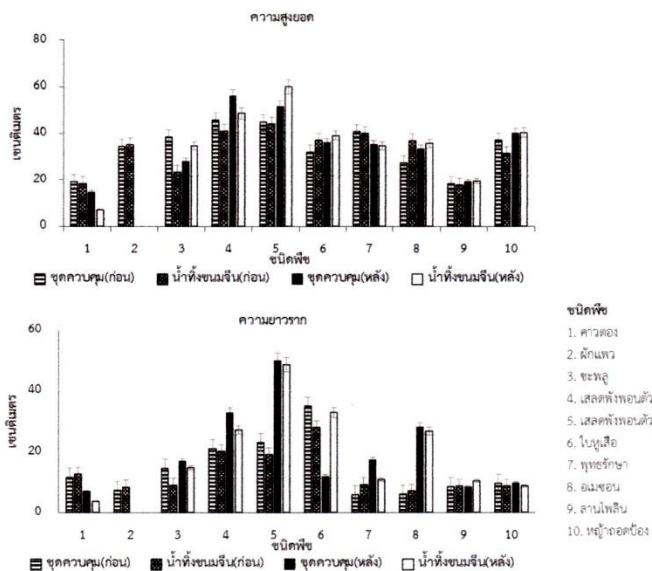 ความสูงยอด
80
60
40
20
0
เซนติเมตร
1 2 3 4 5 6 7 8 9 10
ชนิดพืช
ชุดควบคุม(ก่อน) น้ำทิ้งขนมจีน(ก่อน) ชุดควบคุม(หลัง) น้ำทิ้งขนมจีน(หลัง)
ความยาวราก
60
40
20
0
เซนติเมตร
1 2 3 4 5 6 7 8 9 10
ชนิดพืช
ชุดควบคุม(ก่อน) น้ำทิ้งขนมจีน(ก่อน) ชุดควบคุม(หลัง) น้ำทิ้งขนมจีน(หลัง)
ชนิดพืช
1. คาวตอง
2. ผักแพว
3. ชะพลู
4. เสลดพังพอนตัว
5. เสลดพังพอนตัว
6. ใบหูเสือ
7. พุทธรักษา
8. อเมซอน
9. ลานไพลิน
10. หญ้าถอดปล้อง